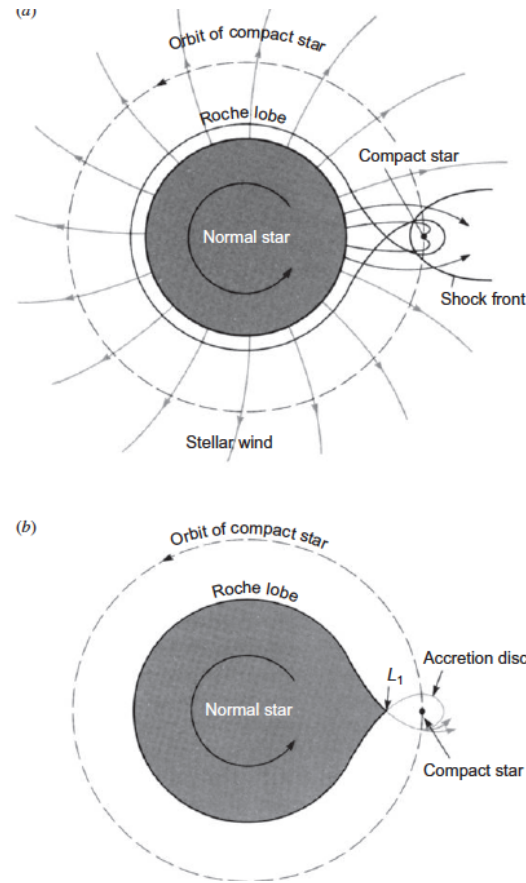 (a)
Orbit of compact star
Roche lobe
Compact star
Normal star
Shock front
Stellar wind
(b)
Orbit of compact star
Roche lobe
Accretion disc
L1
Normal star
Compact star